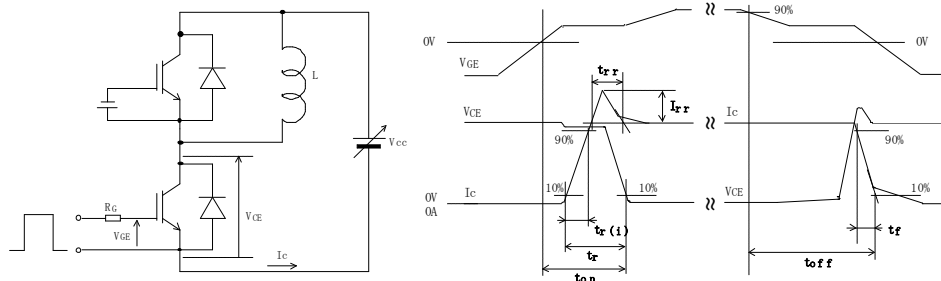 L
Vcc
RG
VGE
VCE
Ic
0V
VGE
90%
0V
trr
Irr
VCE
Ic
90%
90%
0V
0A
Ic
10%
10%
VCE
10%
tr(i)
tr
ton
tf
toff